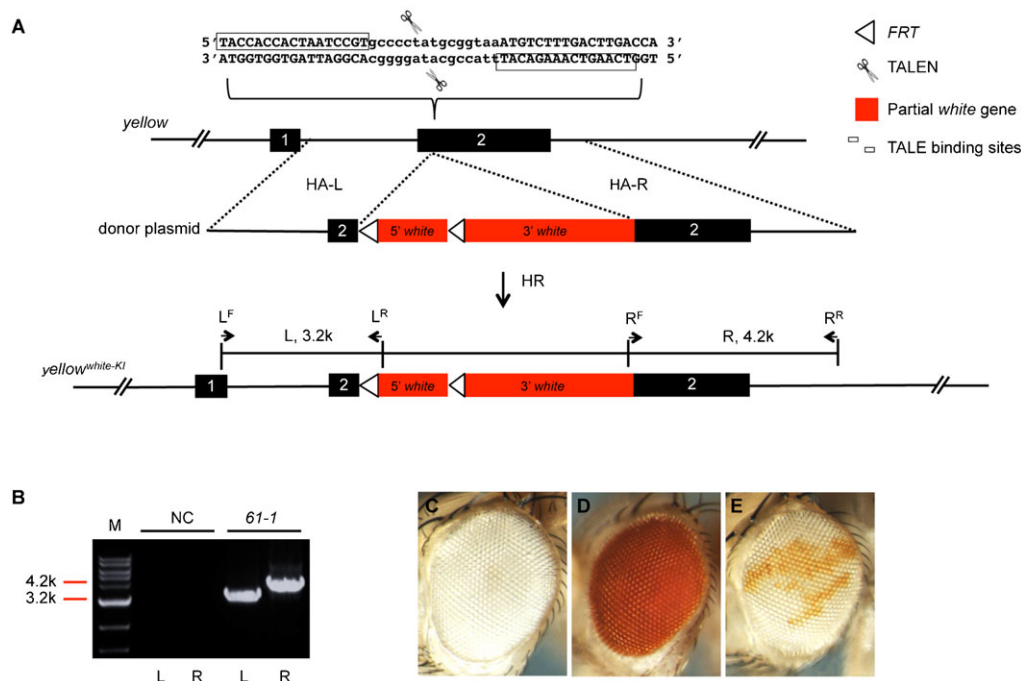 A
5'TACCACCACTAATCCGTgcccctatgcggtaaATGTCTTTGACTTGACCA 3'
3'ATGGTGGTGATTAGGCAcggggatacgccattTACAGAAACTGAACTGGT 5'
FRT
TALEN
Partial white gene
TALE binding sites
yellow
1
2
HA-L
HA-R
donor plasmid
2
5' white
3' white
2
HR
L^F
L^R
R^F
R^R
L, 3.2k
R, 4.2k
yellow^white-KI
1
2
5' white
3' white
2
B
M
NC
61-1
4.2k
3.2k
L R L R
C
D
E